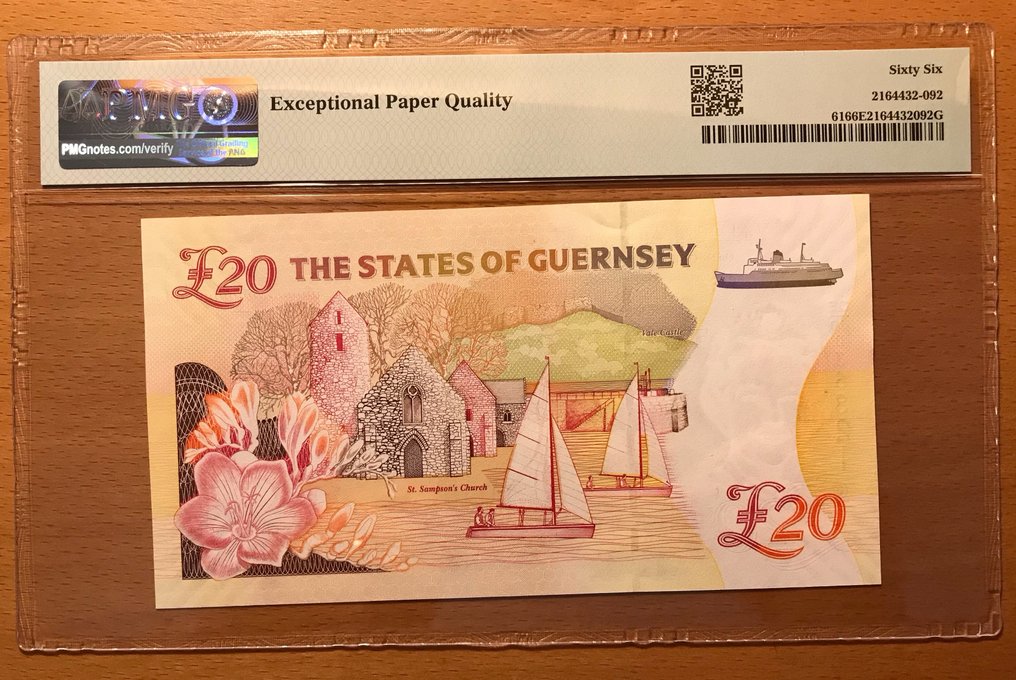 PMG
PMGnotes.com/verify
Exceptional Paper Quality
Sixty Six
2164432-092
6166E2164432092G
£20
THE STATES OF GUERNSEY
Vale Castle
St. Sampson's Church
£20